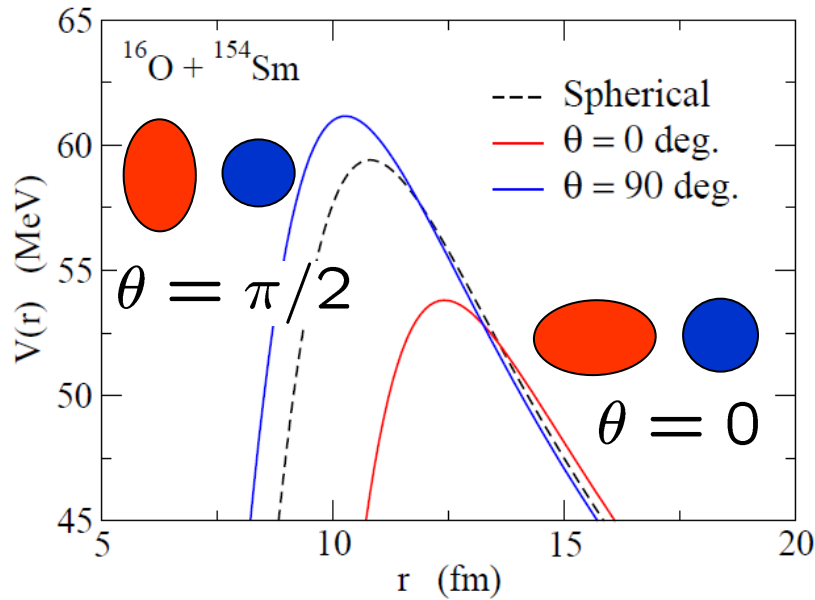 65
60
55
50
45
V(r) (MeV)
¹⁶O + ¹⁵⁴Sm
Spherical
θ = 0 deg.
θ = 90 deg.
θ = π/2
θ = 0
5
10
15
20
r (fm)